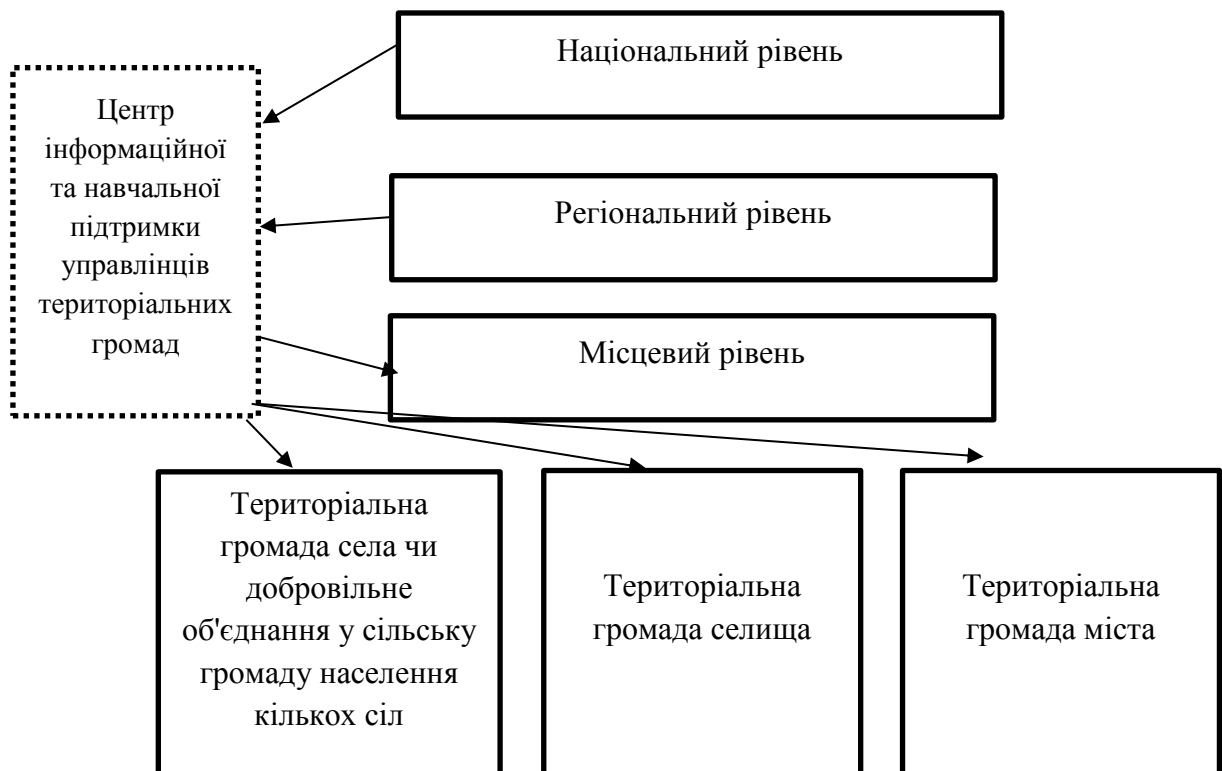 Національний рівень
Центр
інформаційної
та навчальної
підтримки
управлінців
територіальних
громад
Регіональний рівень
Місцевий рівень
Територіальна
громада села чи
добровільне
об'єднання у сільську
громаду населення
кількох сіл
Територіальна
громада селища
Територіальна
громада міста